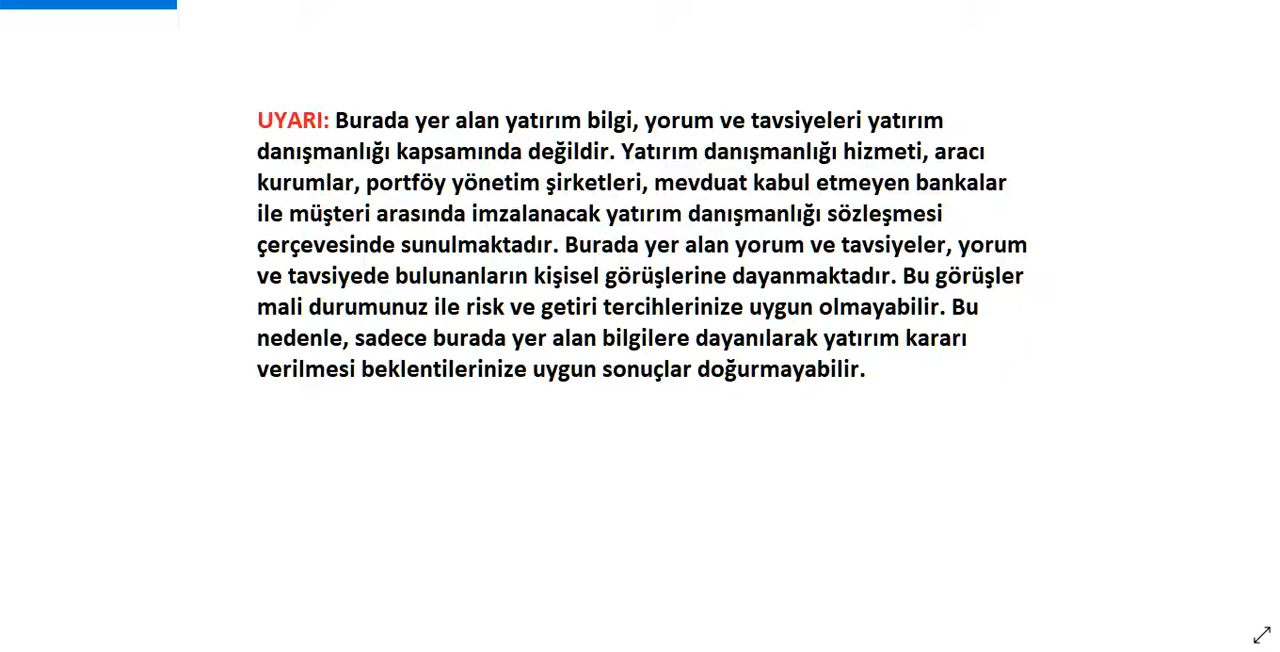 UYARI: Burada yer alan yatırım bilgi, yorum ve tavsiyeleri yatırım
danışmanlığı kapsamında değildir. Yatırım danışmanlığı hizmeti, aracı
kurumlar, portföy yönetim şirketleri, mevduat kabul etmeyen bankalar
ile müşteri arasında imzalanacak yatırım danışmanlığı sözleşmesi
çerçevesinde sunulmaktadır. Burada yer alan yorum ve tavsiyeler, yorum
ve tavsiyede bulunanların kişisel görüşlerine dayanmaktadır. Bu görüşler
mali durumunuz ile risk ve getiri tercihlerinize uygun olmayabilir. Bu
nedenle, sadece burada yer alan bilgilere dayanılarak yatırım kararı
verilmesi beklentilerinize uygun sonuçlar doğurmayabilir.